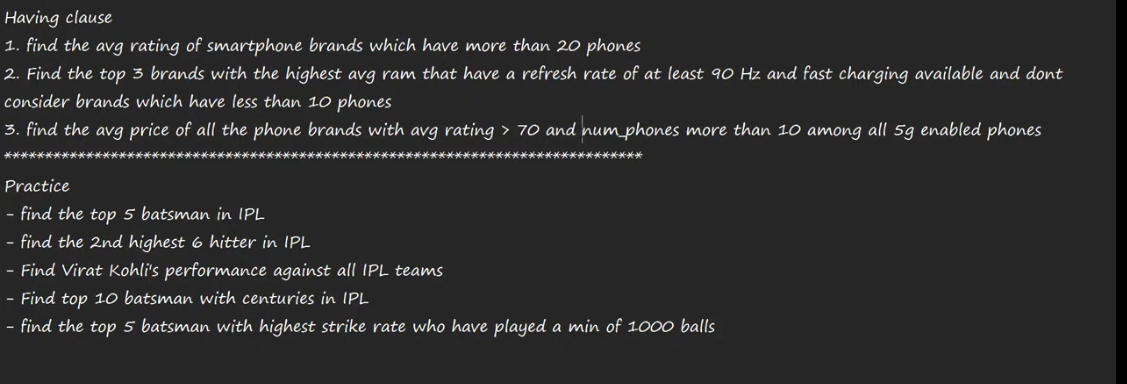 Having clause
1. find the avg rating of smartphone brands which have more than 20 phones
2. Find the top 3 brands with the highest avg ram that have a refresh rate of at least 90 Hz and fast charging available and dont
consider brands which have less than 10 phones
3. find the avg price of all the phone brands with avg rating > 70 and num_phones more than 10 among all 5g enabled phones
******************************************************************************
Practice
- find the top 5 batsman in IPL
- find the 2nd highest 6 hitter in IPL
- Find Virat Kohli's performance against all IPL teams
- Find top 10 batsman with centuries in IPL
- find the top 5 batsman with highest strike rate who have played a min of 1000 balls